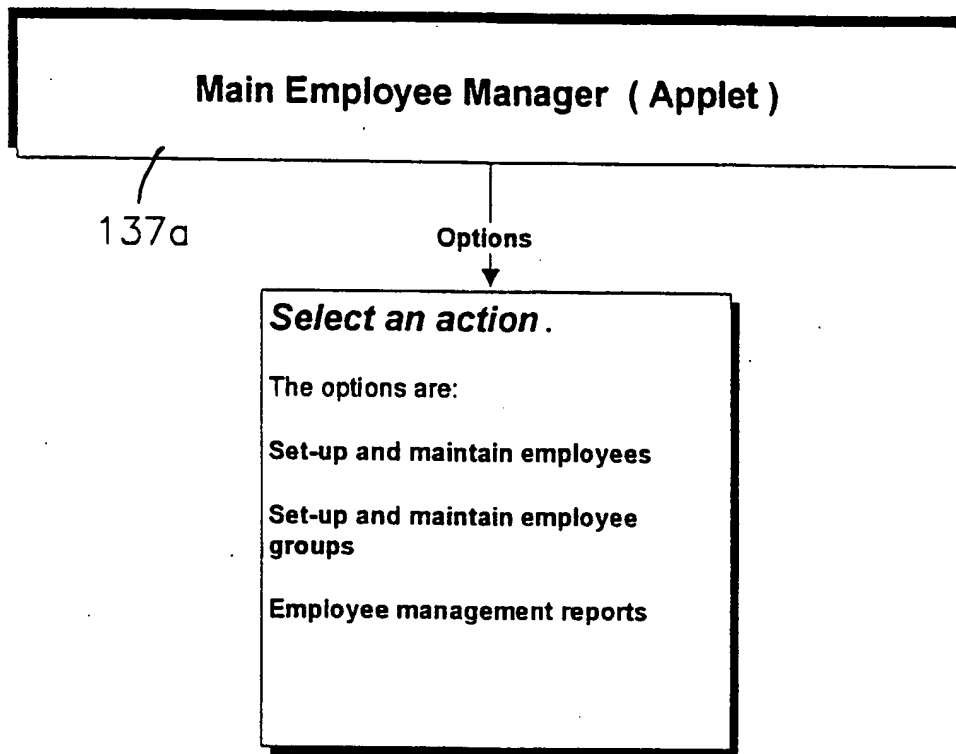 Main Employee Manager ( Applet )
137a
Options
Select an action.
The options are:
Set-up and maintain employees
Set-up and maintain employee
groups
Employee management reports